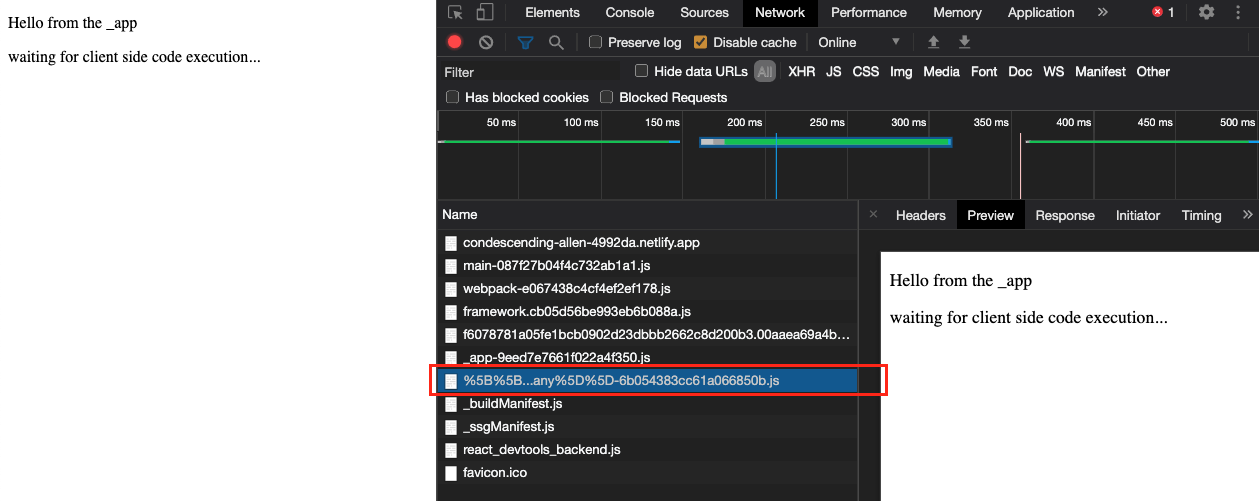 Hello from the _app
waiting for client side code execution...
Elements Console Sources Network Performance Memory Application » 1
Preserve log Disable cache Online
Filter Hide data URLs All XHR JS CSS Img Media Font Doc WS Manifest Other
Has blocked cookies Blocked Requests
50 ms 100 ms 150 ms 200 ms 250 ms 300 ms 350 ms 400 ms 450 ms 500 ms
Name
× Headers Preview Response Initiator Timing »
condescending-allen-4992da.netlify.app
main-087f27b04f4c732ab1a1.js
webpack-e067438c4cf4ef2ef178.js
framework.cb05d56be993eb6b088a.js
f6078781a05fe1bcb0902d23dbbb2662c8d200b3.00aaea69a4b...
_app-9eed7e7661f022a4f350.js
%5B%5B...any%5D%5D-6b054383cc61a066850b.js
_buildManifest.js
_ssgManifest.js
react_devtools_backend.js
favicon.ico
Hello from the _app
waiting for client side code execution...